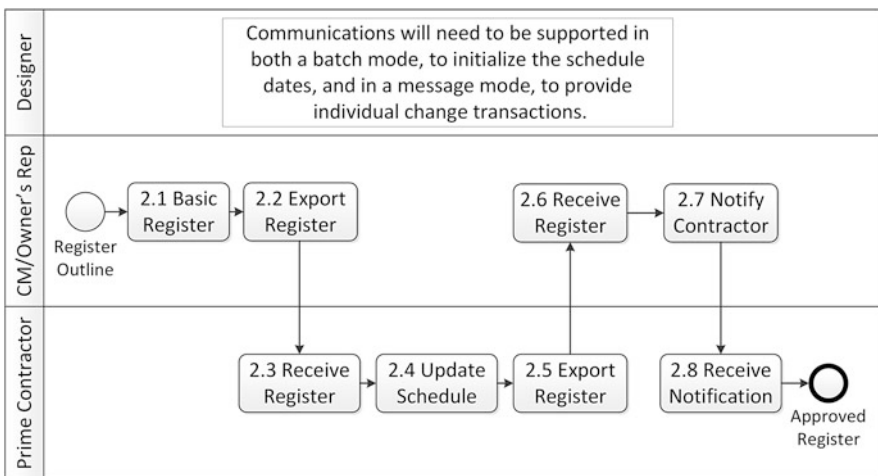 Designer
Communications will need to be supported in
both a batch mode, to initialize the schedule
dates, and in a message mode, to provide
individual change transactions.
CM/Owner's Rep
Register
Outline
2.1 Basic
Register
2.2 Export
Register
2.6 Receive
Register
2.7 Notify
Contractor
Prime Contractor
2.3 Receive
Register
2.4 Update
Schedule
2.5 Export
Register
2.8 Receive
Notification
Approved
Register